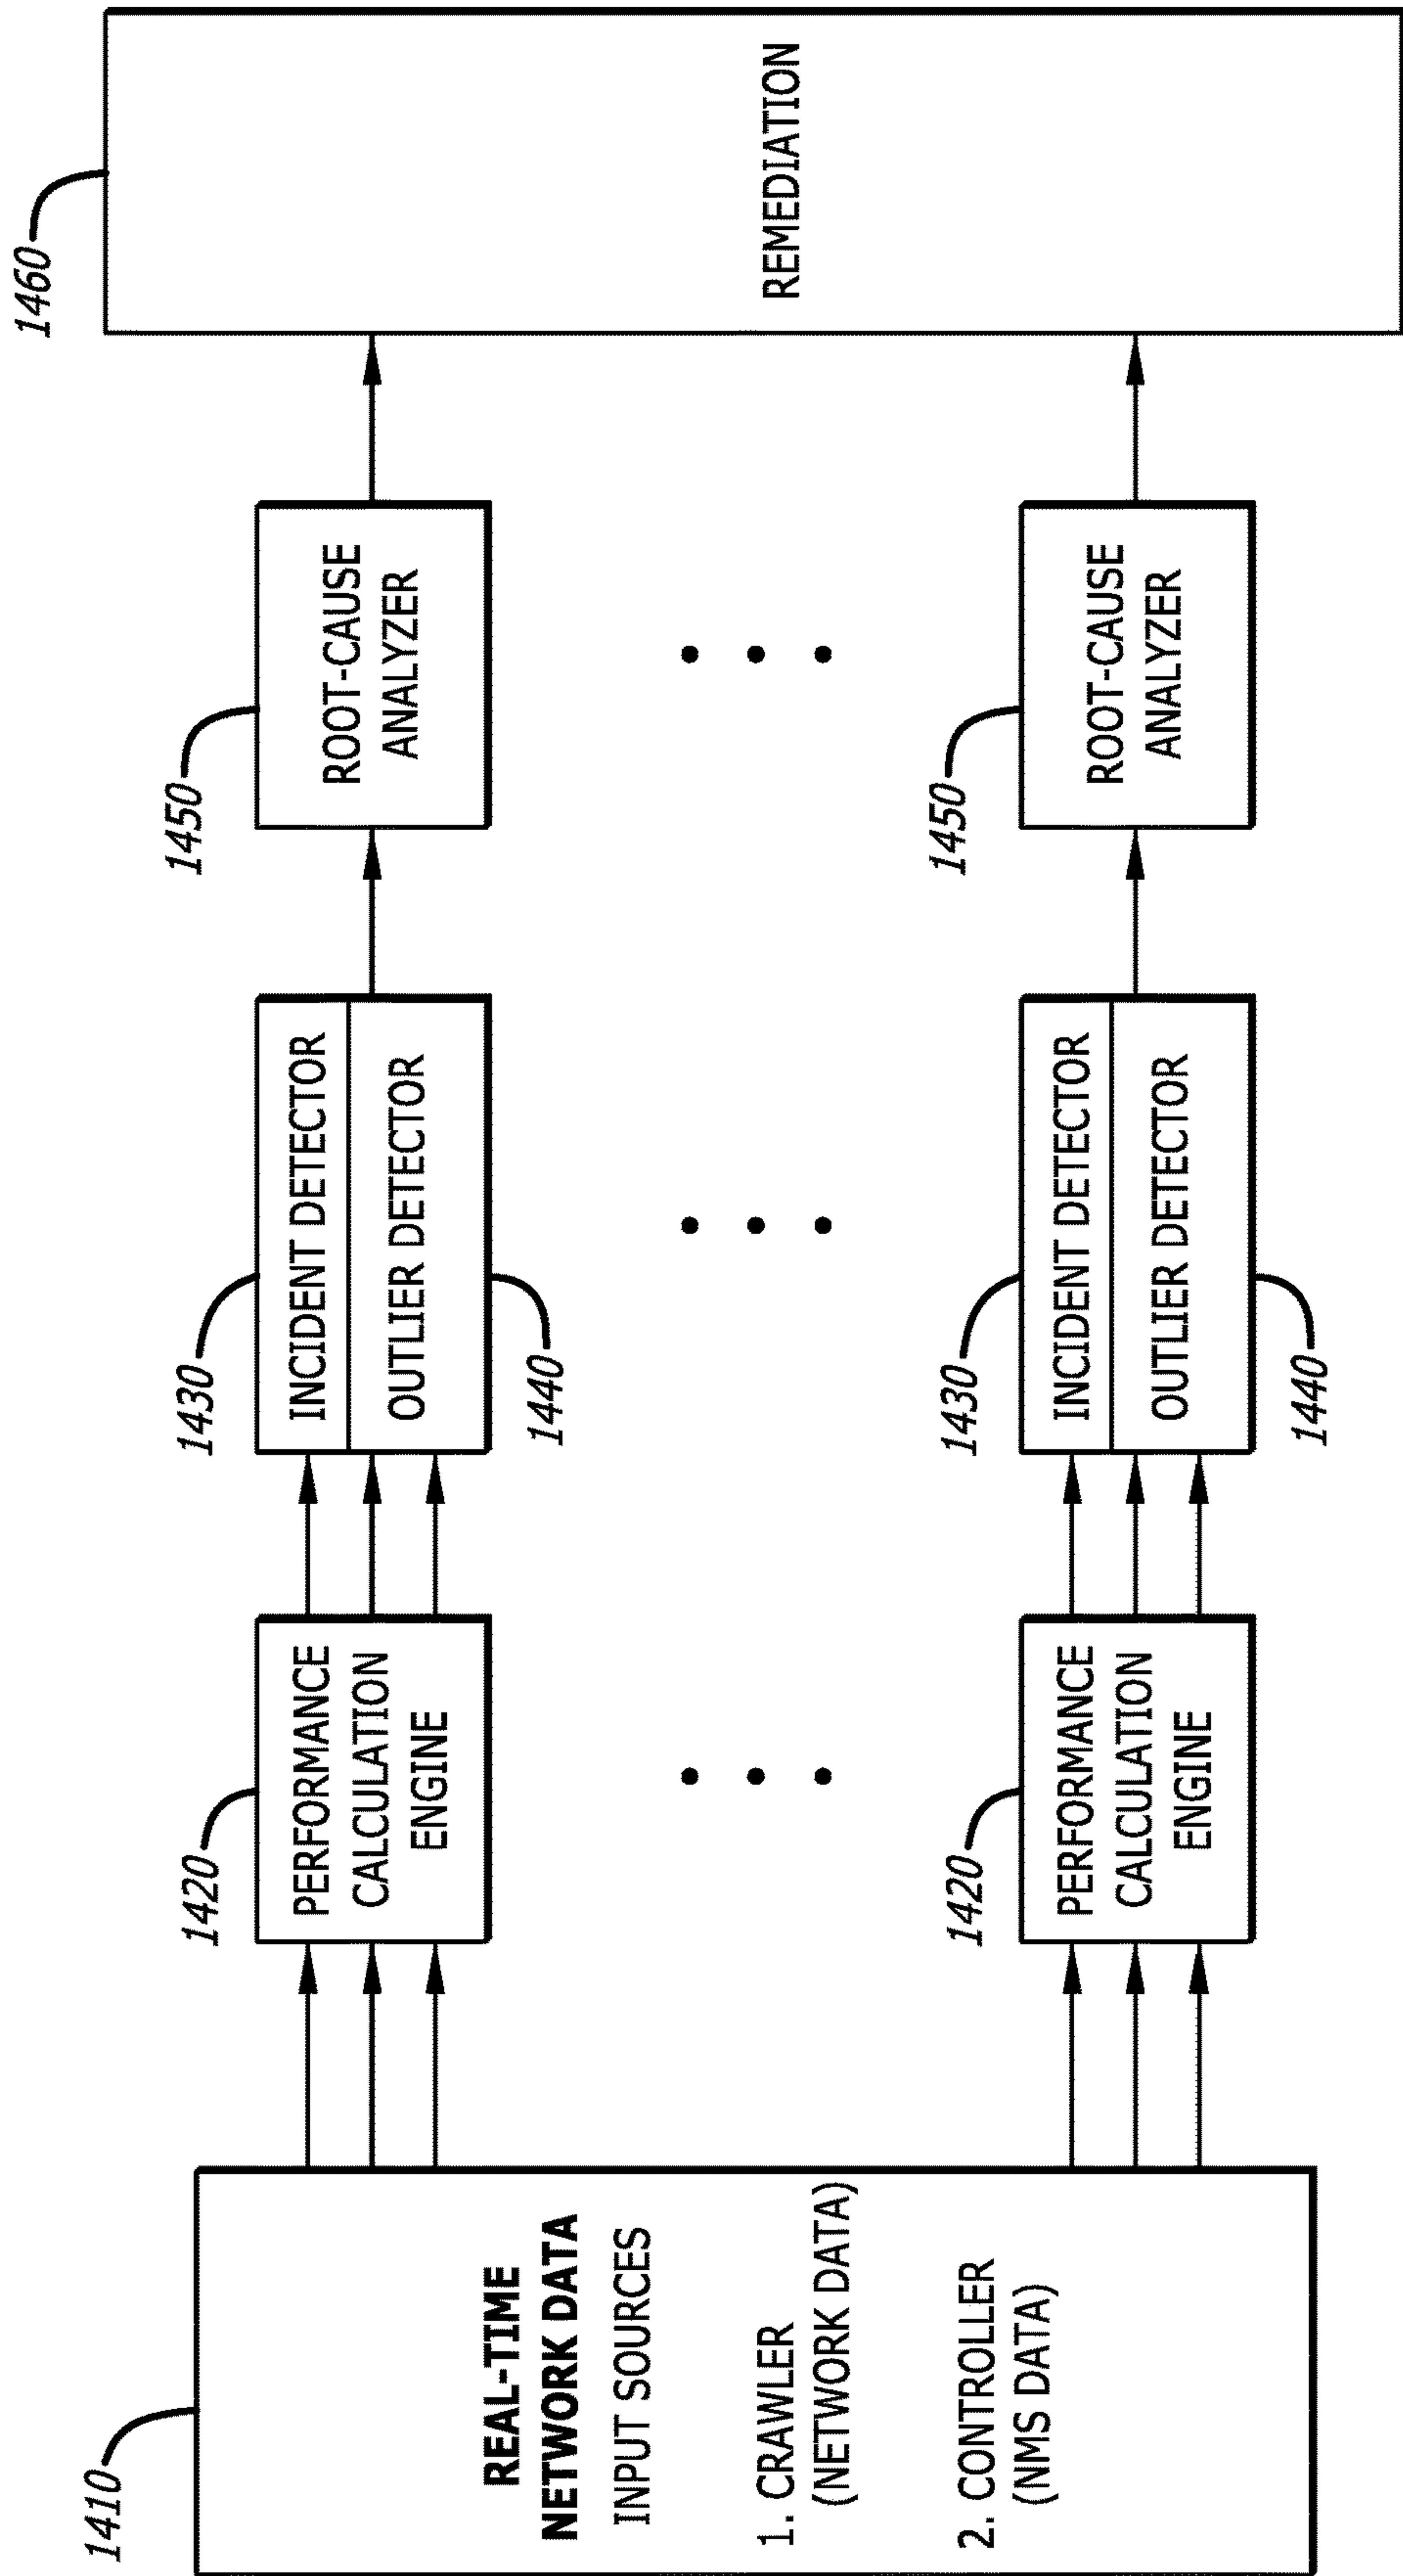 1410
REAL-TIME
NETWORK DATA
INPUT SOURCES
1. CRAWLER
(NETWORK DATA)
2. CONTROLLER
(NMS DATA)
1420
PERFORMANCE
CALCULATION
ENGINE
1430
INCIDENT DETECTOR
OUTLIER DETECTOR
1440
1450
ROOT-CAUSE
ANALYZER
1420
PERFORMANCE
CALCULATION
ENGINE
1430
INCIDENT DETECTOR
OUTLIER DETECTOR
1440
1450
ROOT-CAUSE
ANALYZER
1460
REMEDIATION